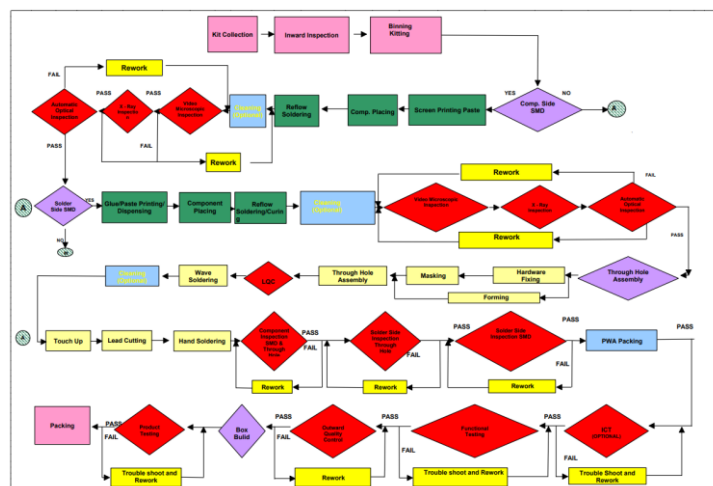 Kit Collection
Inward Inspection
Binning
Kitting
Rework
FAIL
Automatic
Optical
Inspection
PASS
X - Ray
PASS
Video
Microscopic
Inspection
Cleaning
(Optional)
Reflow
Soldering
Comp. Placing
Screen Printing Paste
YES
Comp. Side
SMD
NO
A
FAIL
Rework
PASS
A
Solder
Side SMD
YES
NO
Glue/Paste Printing/
Dispensing
Component
Placing
Reflow
Soldering/Curin
g
Cleaning
(Optional)
Rework
FAIL
Video Microscopic
Inspection
X - Ray
Inspection
Automatic
Optical
Inspection
Rework
PASS
Cleaning
(Optional)
Wave
Soldering
LQC
Through Hole
Assembly
Masking
Hardware
Fixing
Forming
Through Hole
Assembly
A
Touch Up
Lead Cutting
Hand Soldering
Component
Inspection
SMD &
Through
Hole
PASS
FAIL
Rework
Solder Side
Inspection
Through
Hole
PASS
FAIL
Rework
PASS
Solder Side
Inspection SMD
PASS
FAIL
Rework
PWA Packing
PASS
Packing
PASS
FAIL
Product
Testing
Trouble shoot and
Rework
Box
Build
PASS
FAIL
Outward
Quality
Control
Rework
PASS
FAIL
Functional
Testing
Trouble shoot and Rework
PASS
FAIL
ICT
(OPTIONAL)
Trouble Shoot and
Rework